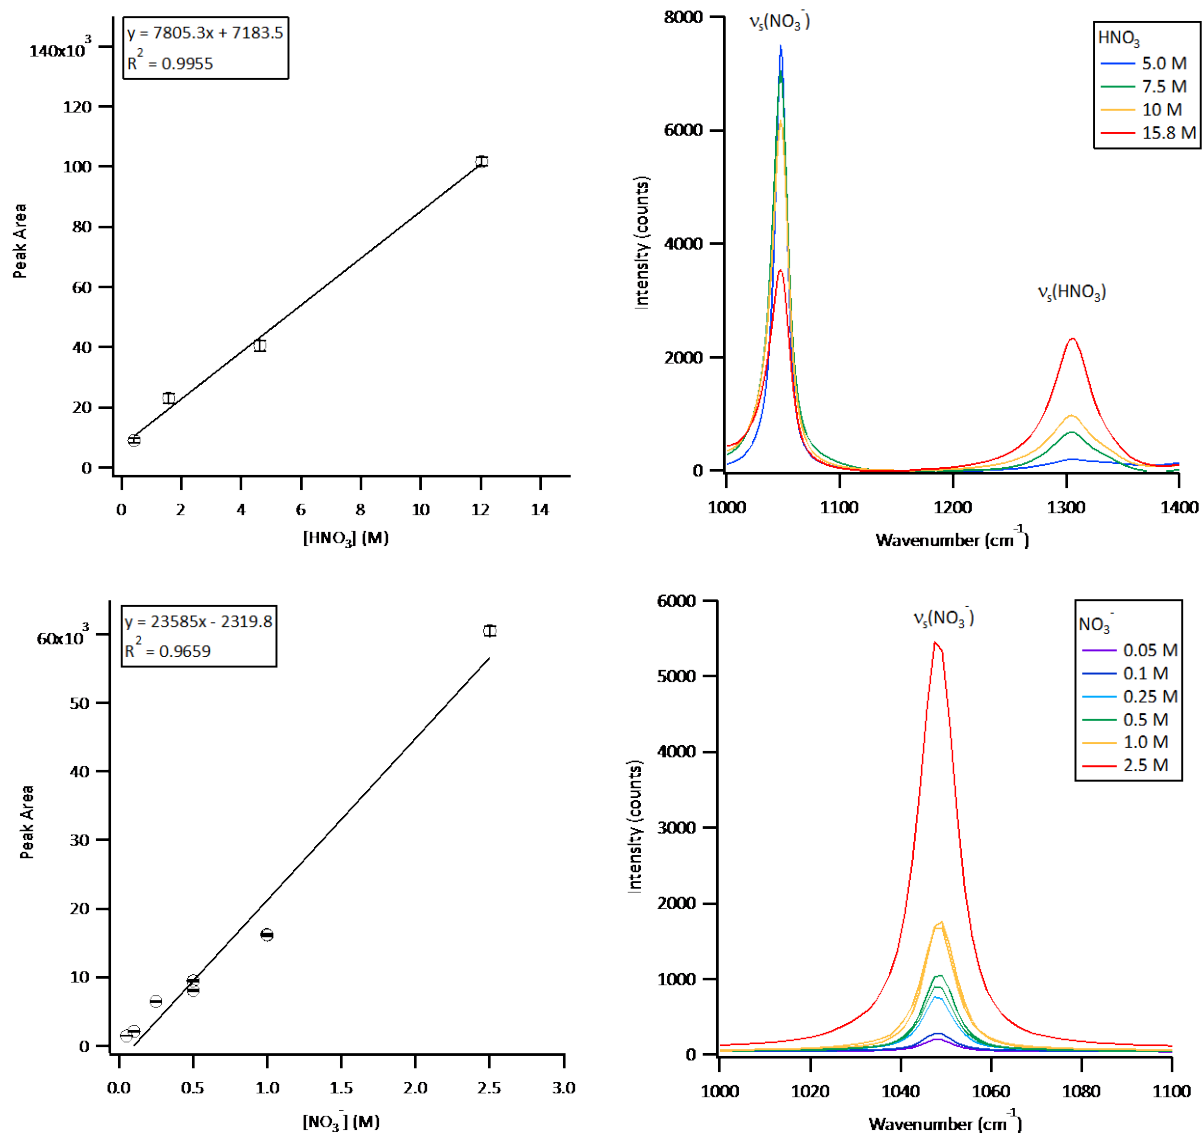 y = 7805.3x + 7183.5
R² = 0.9955
140x10³
120
100
80
60
40
20
0
Peak Area
0 2 4 6 8 10 12 14
[HNO₃] (M)
νₛ(NO₃⁻)
HNO₃
5.0 M
7.5 M
10 M
15.8 M
νₛ(HNO₃)
8000
6000
4000
2000
0
Intensity (counts)
1000 1100 1200 1300 1400
Wavenumber (cm⁻¹)
y = 23585x - 2319.8
R² = 0.9659
60x10³
50
40
30
20
10
0
Peak Area
0.0 0.5 1.0 1.5 2.0 2.5 3.0
[NO₃⁻] (M)
νₛ(NO₃⁻)
NO₃⁻
0.05 M
0.1 M
0.25 M
0.5 M
1.0 M
2.5 M
6000
5000
4000
3000
2000
1000
0
Intensity (counts)
1000 1020 1040 1060 1080 1100
Wavenumber (cm⁻¹)